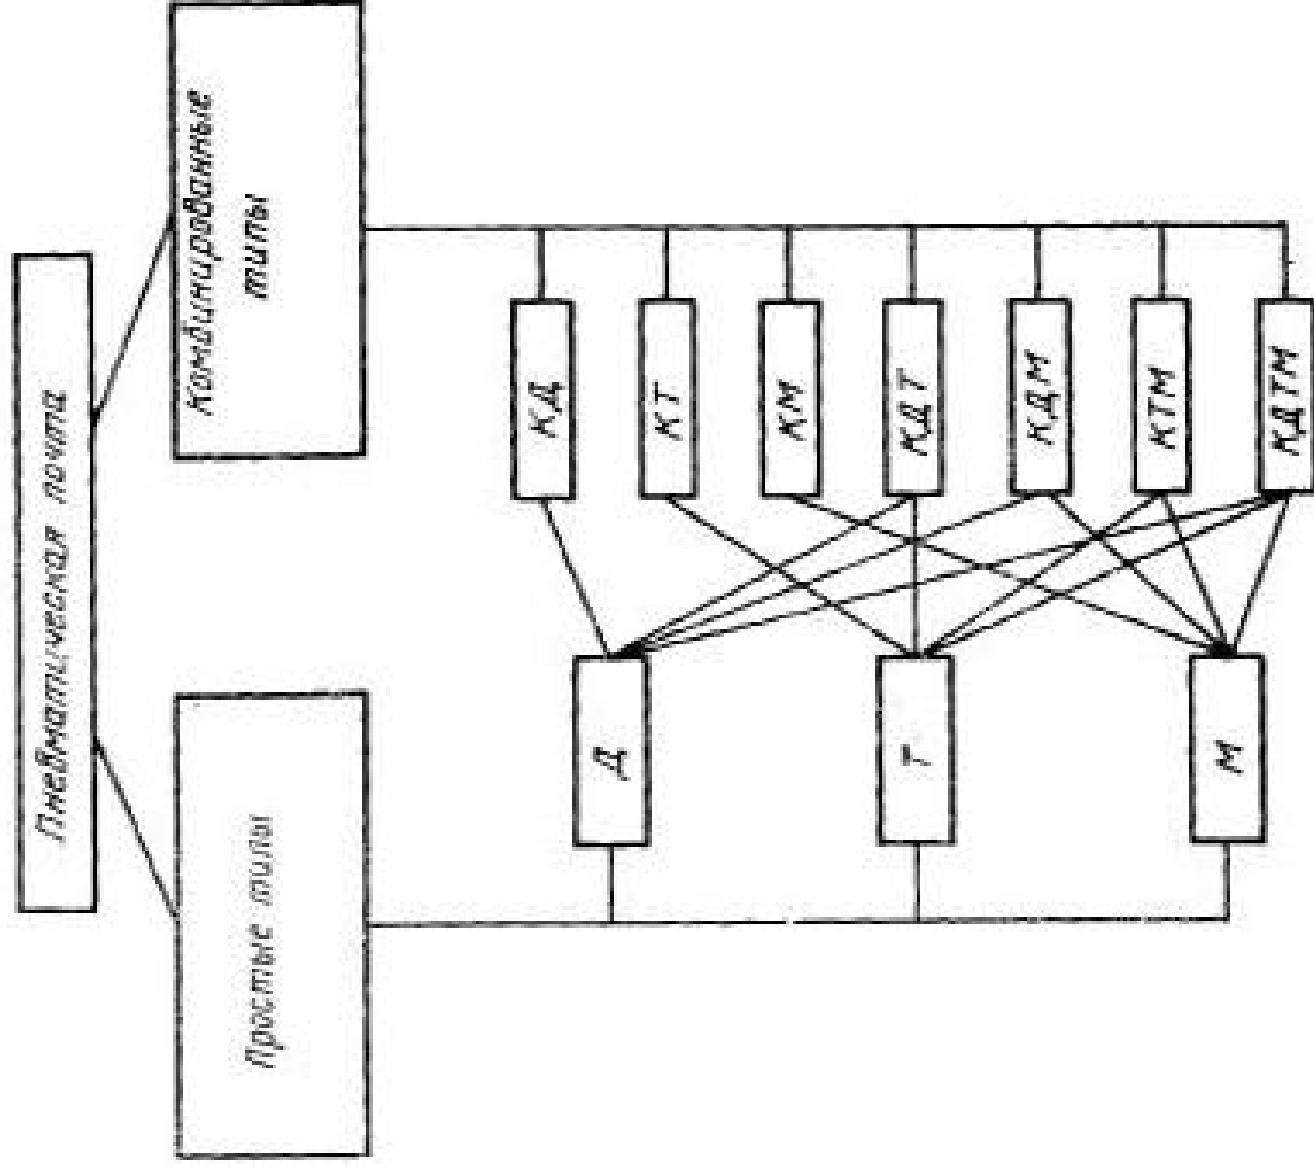 Пневматическая почта
Простые типы
Комбинированные
типы
Д
Т
М
КД
КТ
КМ
КДТ
КДМ
КТМ
КДТМ